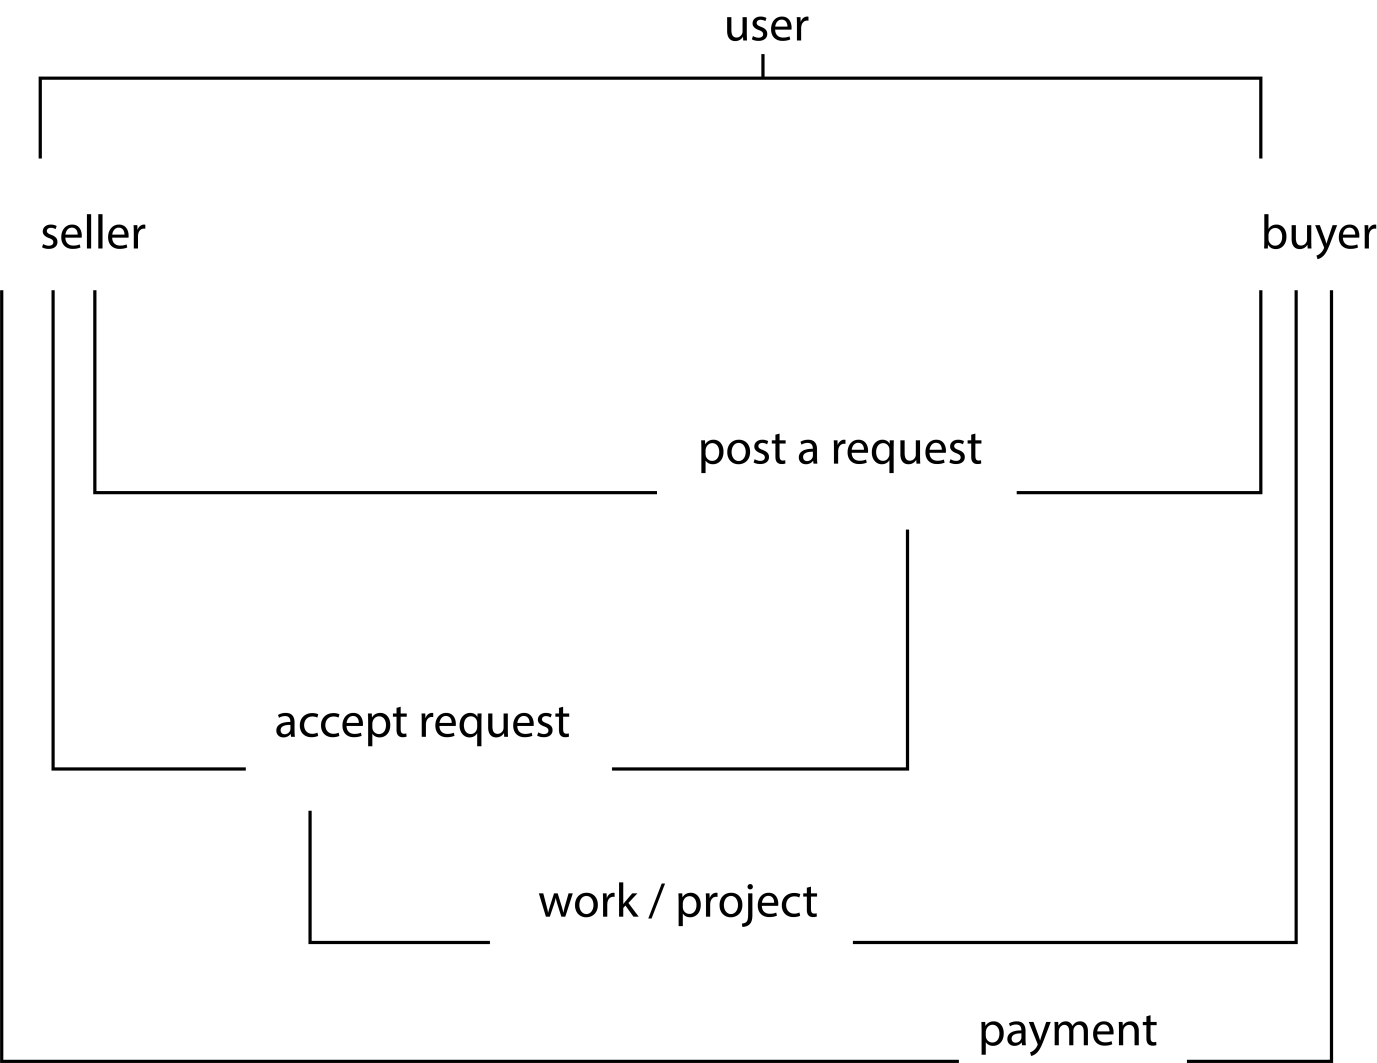 user
seller
buyer
post a request
accept request
work / project
payment